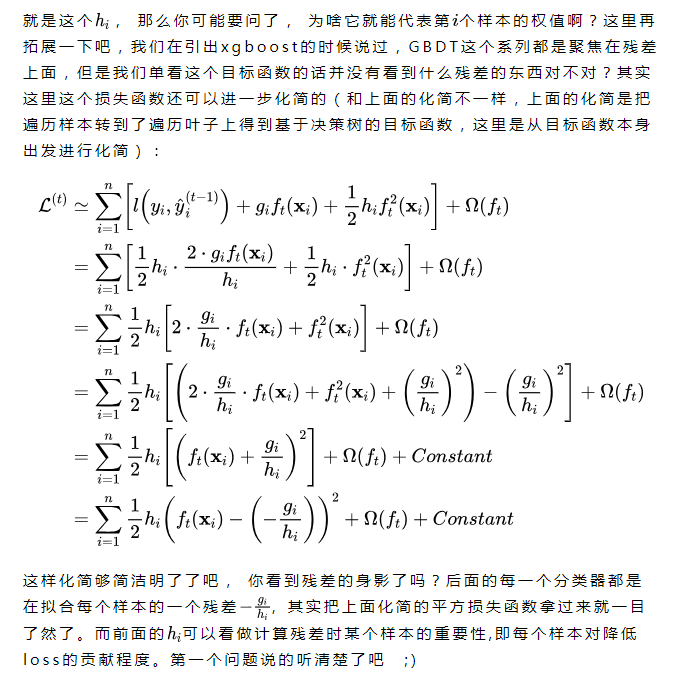 就是这个hᵢ， 那么你可能要问了， 为啥它就能代表第i个样本的权值啊？这里再
拓展一下吧，我们在引出xgboost的时候说过，GBDT这个系列都是聚焦在残差
上面，但是我们单看这个目标函数的话并没有看到什么残差的东西对不对？其实
这里这个损失函数还可以进一步化简的（和上面的化简不一样，上面的化简是把
遍历样本转到了遍历叶子上得到基于决策树的目标函数，这里是从目标函数本身
出发进行化简）：
\mathcal{L}^{(t)} \simeq \sum_{i=1}^{n} \left[ l\left(y_i, \hat{y}_i^{(t-1)}\right) + g_i f_t(\mathbf{x}_i) + \frac{1}{2} h_i f_t^2(\mathbf{x}_i) \right] + \Omega(f_t)
= \sum_{i=1}^{n} \left[ \frac{1}{2} h_i \cdot \frac{2 \cdot g_i f_t(\mathbf{x}_i)}{h_i} + \frac{1}{2} h_i \cdot f_t^2(\mathbf{x}_i) \right] + \Omega(f_t)
= \sum_{i=1}^{n} \frac{1}{2} h_i \left[ 2 \cdot \frac{g_i}{h_i} \cdot f_t(\mathbf{x}_i) + f_t^2(\mathbf{x}_i) \right] + \Omega(f_t)
= \sum_{i=1}^{n} \frac{1}{2} h_i \left[ \left( 2 \cdot \frac{g_i}{h_i} \cdot f_t(\mathbf{x}_i) + f_t^2(\mathbf{x}_i) + \left( \frac{g_i}{h_i} \right)^2 \right) - \left( \frac{g_i}{h_i} \right)^2 \right] + \Omega(f_t)
= \sum_{i=1}^{n} \frac{1}{2} h_i \left[ \left( f_t(\mathbf{x}_i) + \frac{g_i}{h_i} \right)^2 \right] + \Omega(f_t) + Constant
= \sum_{i=1}^{n} \frac{1}{2} h_i \left( f_t(\mathbf{x}_i) - \left( -\frac{g_i}{h_i} \right) \right)^2 + \Omega(f_t) + Constant
这样化简够简洁明了了吧， 你看到残差的身影了吗？后面的每一个分类器都是
在拟合每个样本的一个残差-\frac{g_i}{h_i}, 其实把上面化简的平方损失函数拿过来就一目
了然了。而前面的hᵢ可以看做计算残差时某个样本的重要性,即每个样本对降低
loss的贡献程度。第一个问题说的听清楚了吧 ;)